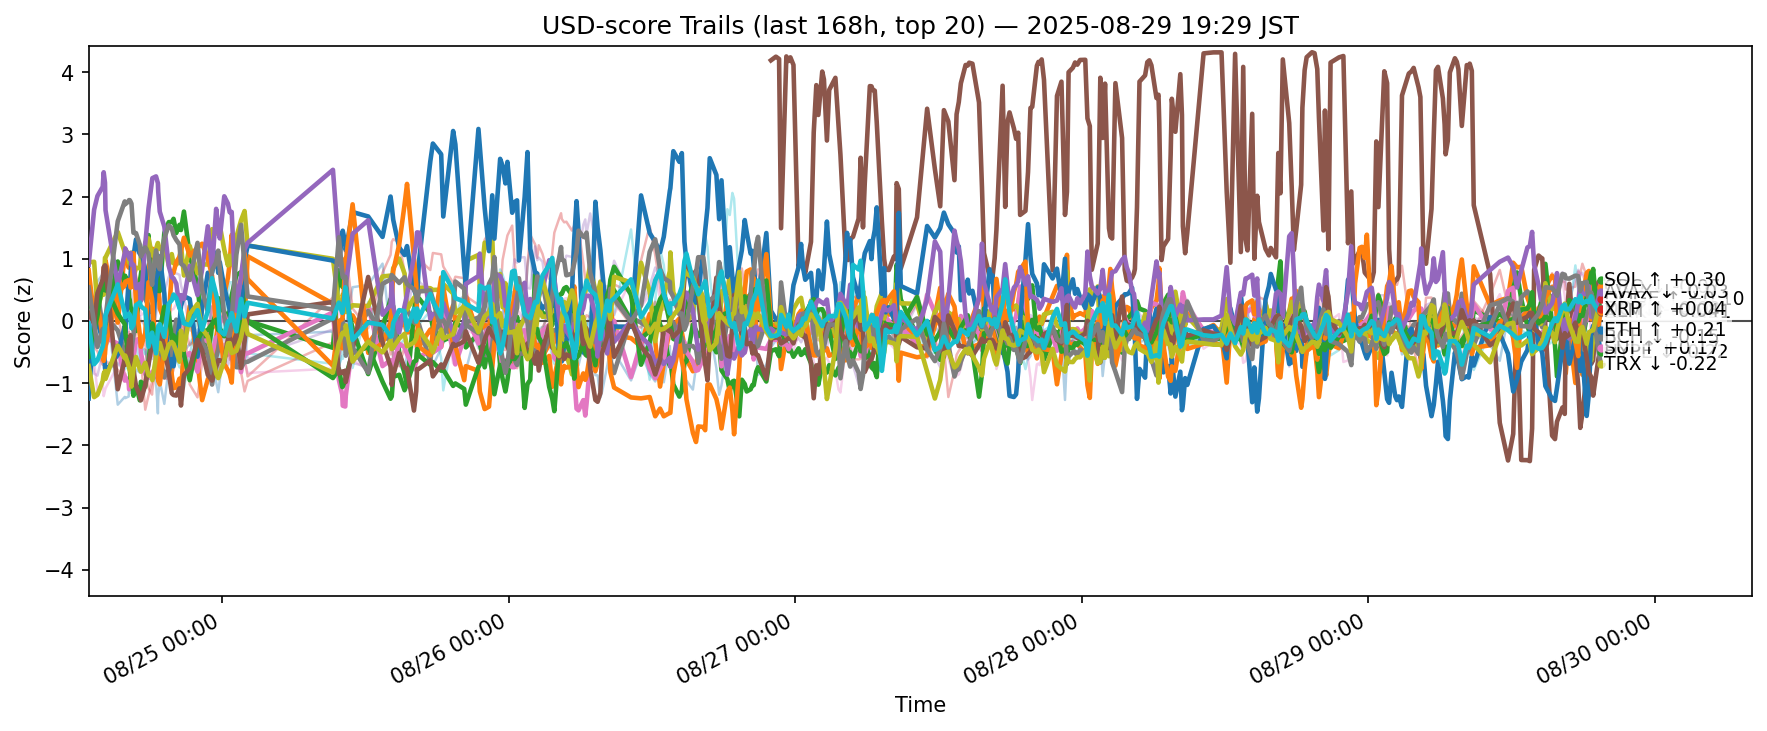 USD-score Trails (last 168h, top 20) — 2025-08-29 19:29 JST
Score (z)
4
3
2
1
0
−1
−2
−3
−4
SOL ↑ +0.30
AVAX ↓ -0.03
XRP ↑ +0.04
ETH ↑ +0.21
TRX ↓ -0.22
08/25 00:00
08/26 00:00
08/27 00:00
08/28 00:00
08/29 00:00
08/30 00:00
Time